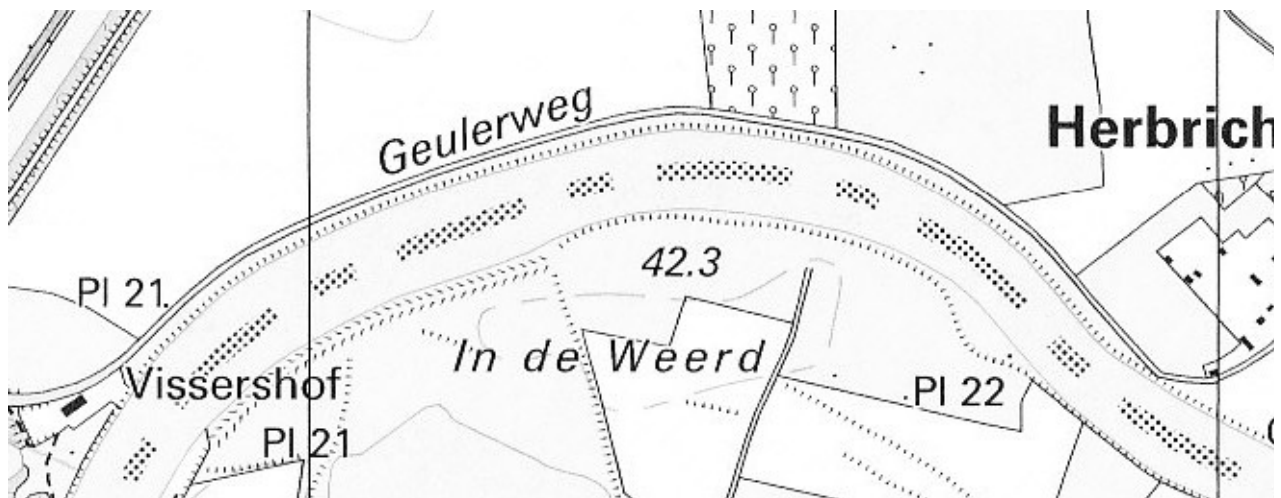 Geulerweg
Herbrich
42.3
Pl 21.
In de Weerd
Vissershof
Pl 22
Pl 21